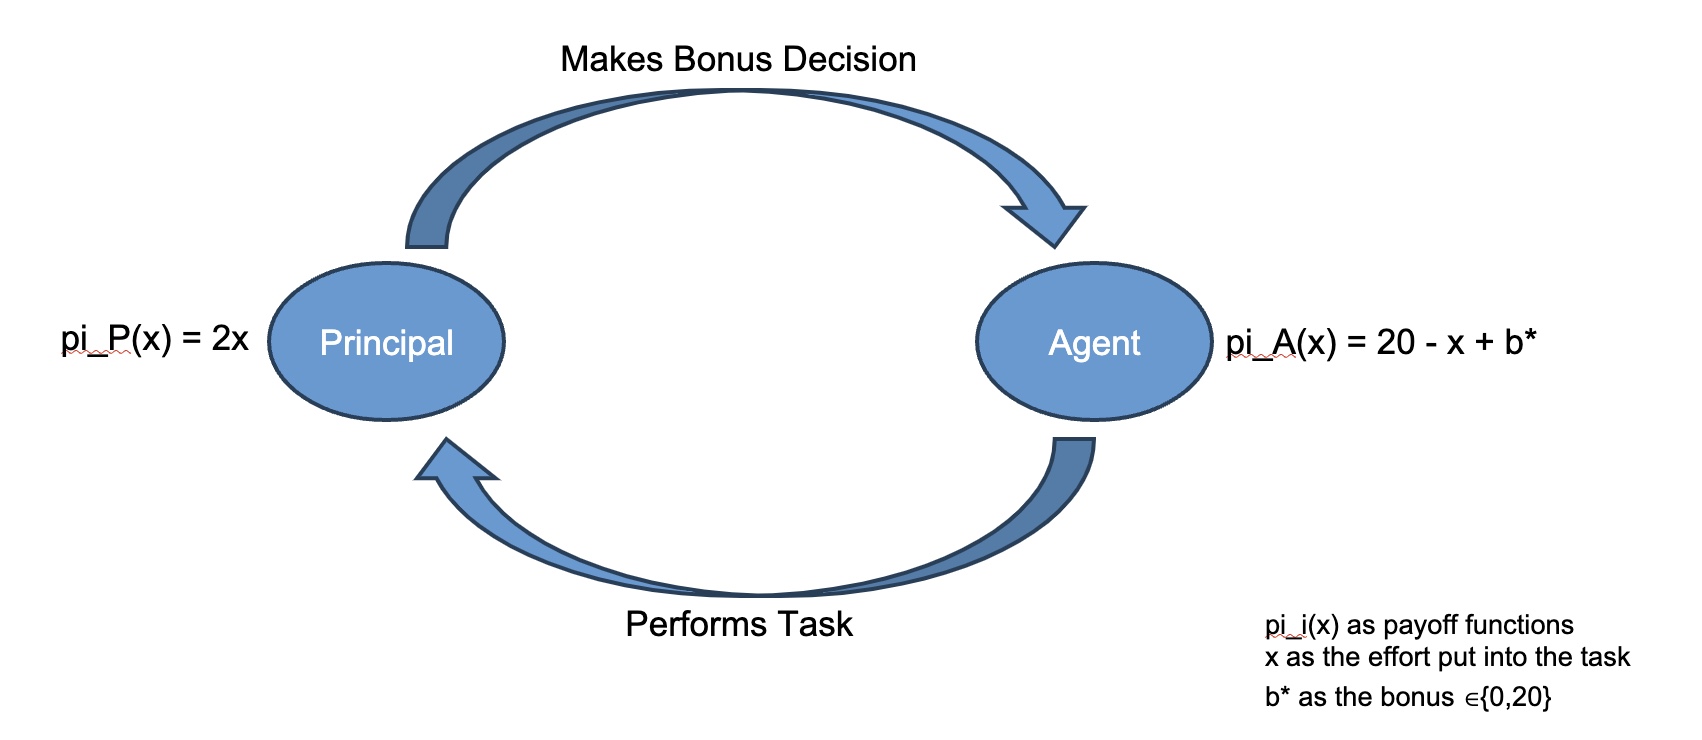 Makes Bonus Decision
pi_P(x) = 2x
Principal
Agent
pi_A(x) = 20 - x + b*
Performs Task
pi_i(x) as payoff functions
x as the effort put into the task
b* as the bonus ∈{0,20}